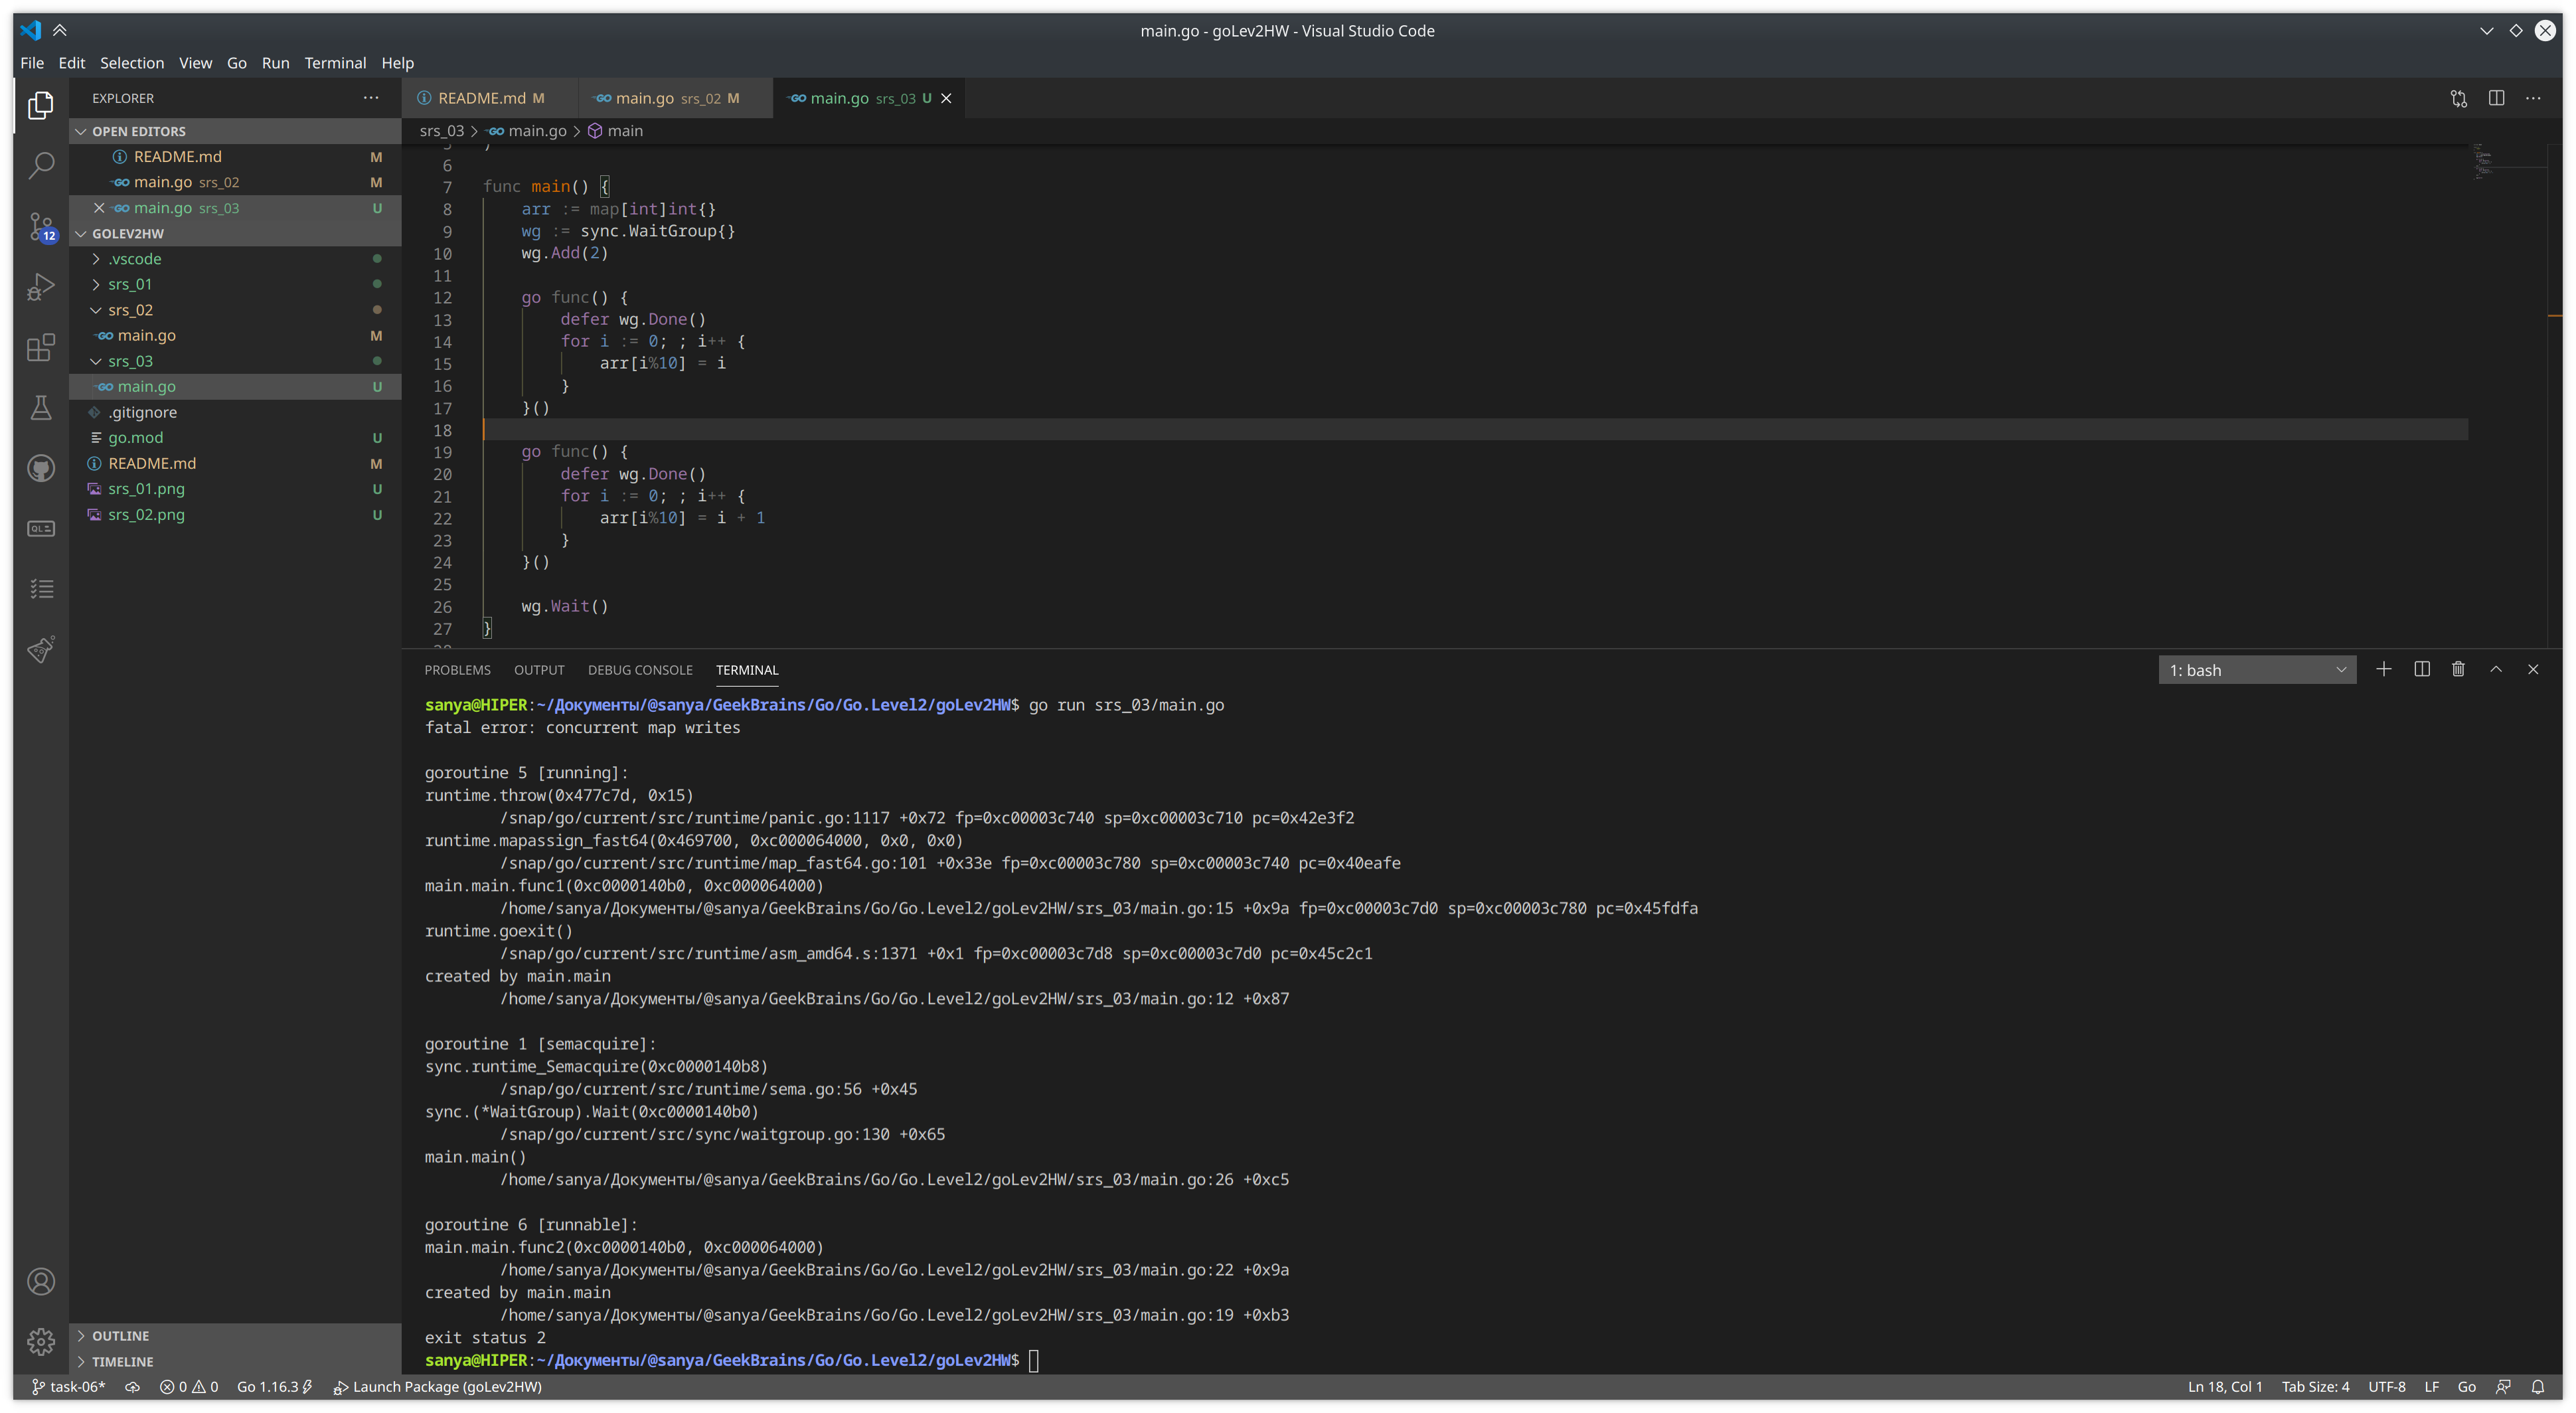 main.go - goLev2HW - Visual Studio Code
File Edit Selection View Go Run Terminal Help
EXPLORER
OPEN EDITORS
README.md M
main.go srs_02 M
main.go srs_03 U
GOLEV2HW
.vscode
srs_01
srs_02
main.go M
srs_03
main.go U
.gitignore
go.mod U
README.md M
srs_01.png U
srs_02.png U
OUTLINE
TIMELINE
12
README.md M main.go srs_02 M main.go srs_03 U
srs_03 > main.go > main
6
7 func main() {
8 arr := map[int]int{}
9 wg := sync.WaitGroup{}
10 wg.Add(2)
11
12 go func() {
13 defer wg.Done()
14 for i := 0; ; i++ {
15 arr[i%10] = i
16 }
17 }()
18
19 go func() {
20 defer wg.Done()
21 for i := 0; ; i++ {
22 arr[i%10] = i + 1
23 }
24 }()
25
26 wg.Wait()
27 }
PROBLEMS OUTPUT DEBUG CONSOLE TERMINAL 1: bash
sanya@HIPER:~/Документы/@sanya/GeekBrains/Go/Go.Level2/goLev2HW$ go run srs_03/main.go
fatal error: concurrent map writes
goroutine 5 [running]:
runtime.throw(0x477c7d, 0x15)
/snap/go/current/src/runtime/panic.go:1117 +0x72 fp=0xc00003c740 sp=0xc00003c710 pc=0x42e3f2
runtime.mapassign_fast64(0x469700, 0xc000064000, 0x0, 0x0)
/snap/go/current/src/runtime/map_fast64.go:101 +0x33e fp=0xc00003c780 sp=0xc00003c740 pc=0x40eafe
main.main.func1(0xc0000140b0, 0xc000064000)
/home/sanya/Документы/@sanya/GeekBrains/Go/Go.Level2/goLev2HW/srs_03/main.go:15 +0x9a fp=0xc00003c7d0 sp=0xc00003c780 pc=0x45fdfa
runtime.goexit()
/snap/go/current/src/runtime/asm_amd64.s:1371 +0x1 fp=0xc00003c7d8 sp=0xc00003c7d0 pc=0x45c2c1
created by main.main
/home/sanya/Документы/@sanya/GeekBrains/Go/Go.Level2/goLev2HW/srs_03/main.go:12 +0x87
goroutine 1 [semacquire]:
sync.runtime_Semacquire(0xc0000140b8)
/snap/go/current/src/runtime/sema.go:56 +0x45
sync.(*WaitGroup).Wait(0xc0000140b0)
/snap/go/current/src/sync/waitgroup.go:130 +0x65
main.main()
/home/sanya/Документы/@sanya/GeekBrains/Go/Go.Level2/goLev2HW/srs_03/main.go:26 +0xc5
goroutine 6 [runnable]:
main.main.func2(0xc0000140b0, 0xc000064000)
/home/sanya/Документы/@sanya/GeekBrains/Go/Go.Level2/goLev2HW/srs_03/main.go:22 +0x9a
created by main.main
/home/sanya/Документы/@sanya/GeekBrains/Go/Go.Level2/goLev2HW/srs_03/main.go:19 +0xb3
exit status 2
sanya@HIPER:~/Документы/@sanya/GeekBrains/Go/Go.Level2/goLev2HW$
task-06* 0 0 Go 1.16.3 Launch Package (goLev2HW) Ln 18, Col 1 Tab Size: 4 UTF-8 LF Go